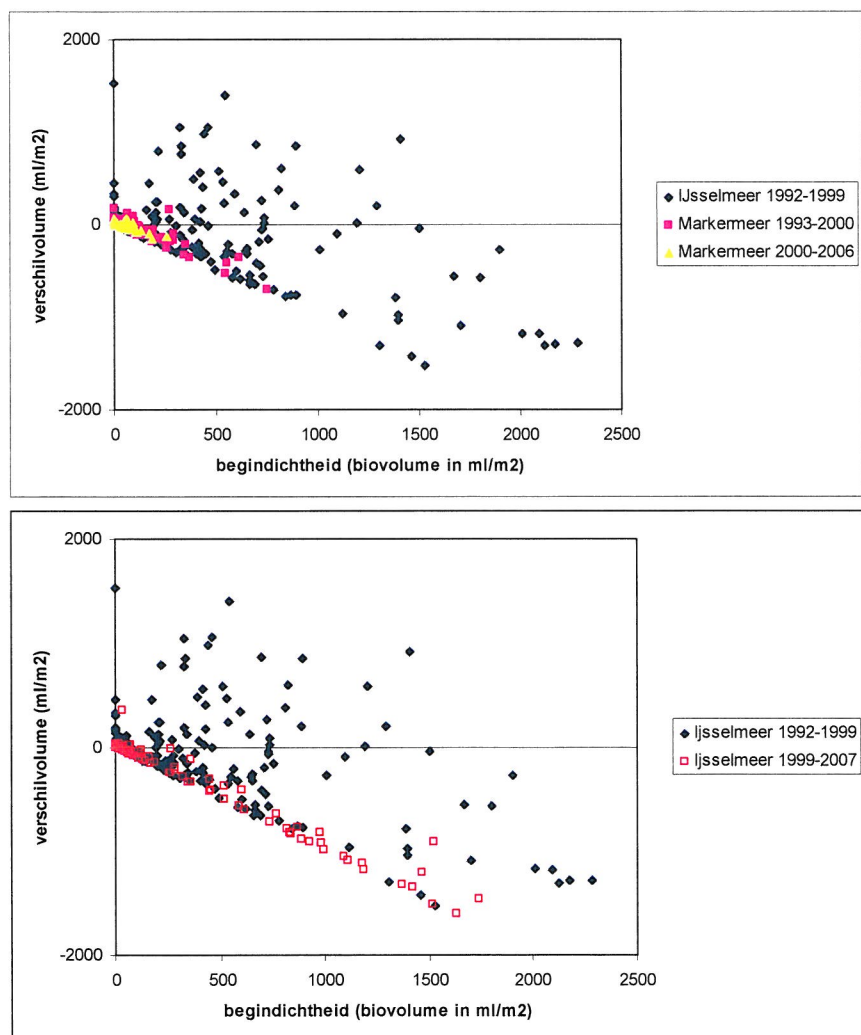 2000
0
-2000
verschilvolume (ml/m2)
0 500 1000 1500 2000 2500
begindichtheid (biovolume in ml/m2)
IJsselmeer 1992-1999
Markermeer 1993-2000
Markermeer 2000-2006
2000
0
-2000
verschilvolume (ml/m2)
0 500 1000 1500 2000 2500
begindichtheid (biovolume in ml/m2)
Ijsselmeer 1992-1999
Ijsselmeer 1999-2007